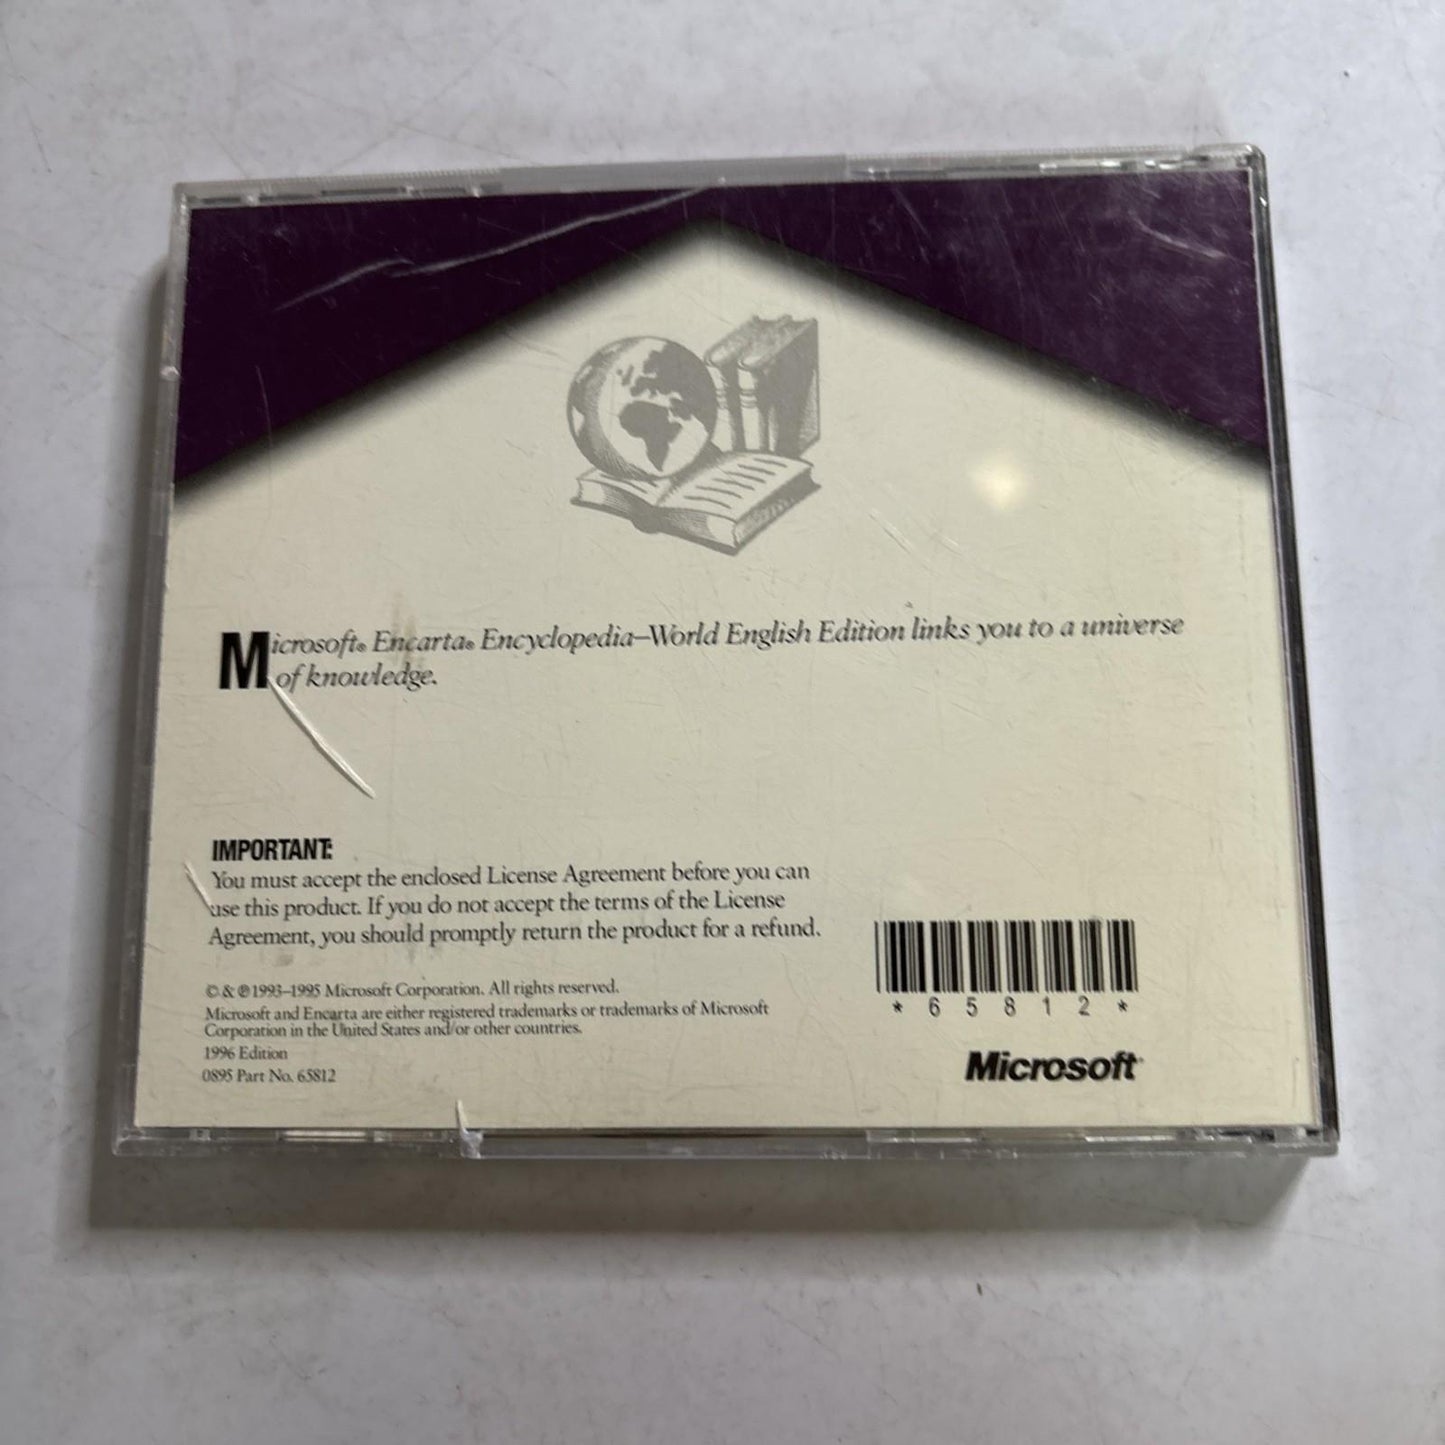 Microsoft® Encarta® Encyclopedia–World English Edition links you to a universe
of knowledge.
IMPORTANT:
You must accept the enclosed License Agreement before you can
use this product. If you do not accept the terms of the License
Agreement, you should promptly return the product for a refund.
© & ℗ 1993–1995 Microsoft Corporation. All rights reserved.
Microsoft and Encarta are either registered trademarks or trademarks of Microsoft
Corporation in the United States and/or other countries.
1996 Edition
0895 Part No. 65812
*65812*
Microsoft